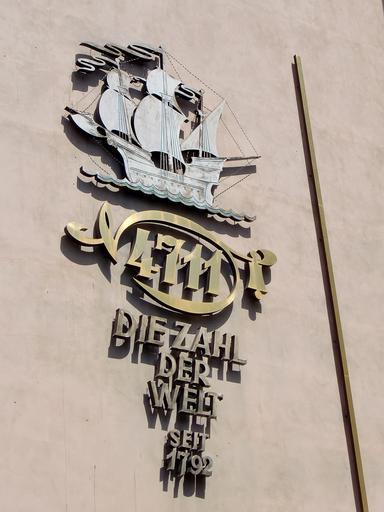 4711
DIE ZAHL
DER
WELT
SEIT
1792